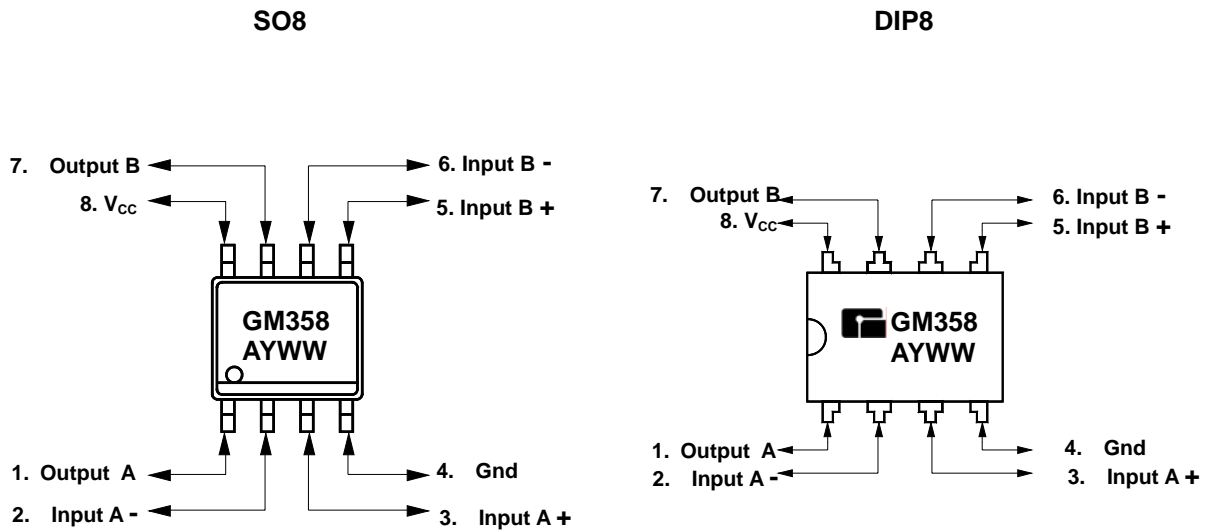 SO8
7. Output B
8. VCC
6. Input B -
5. Input B +
GM358
AYWW
1. Output A
2. Input A -
4. Gnd
3. Input A +
DIP8
7. Output B
8. VCC
6. Input B -
5. Input B +
GM358
AYWW
1. Output A
2. Input A -
4. Gnd
3. Input A +